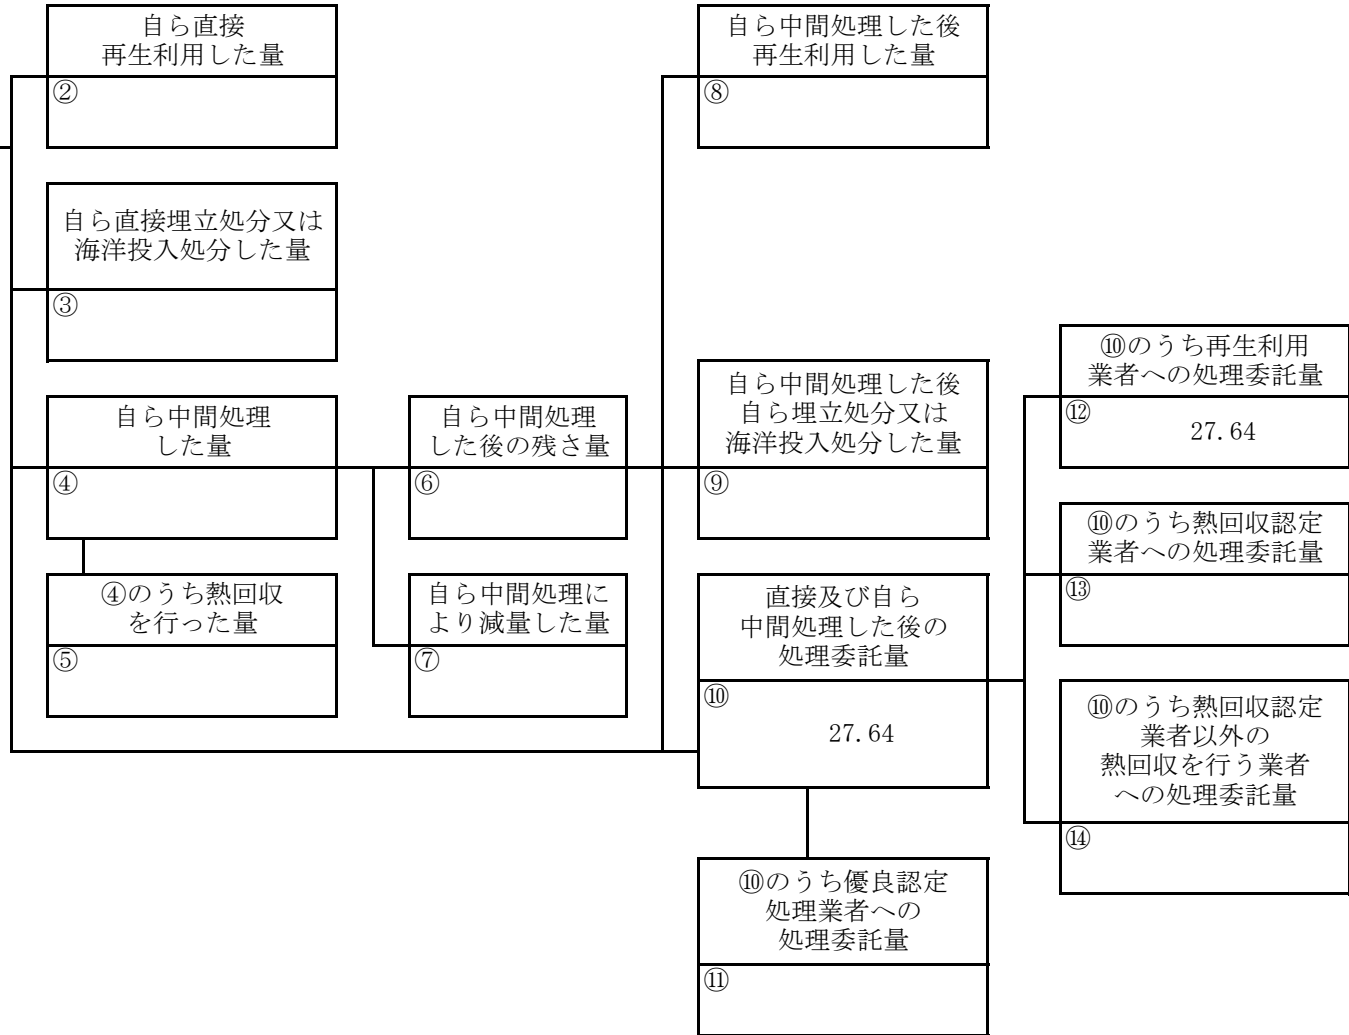 自ら直接
再生利用した量
②
自ら直接埋立処分又は
海洋投入処分した量
③
自ら中間処理
した量
④
④のうち熱回収
を行った量
⑤
自ら中間処理
した後の残さ量
⑥
自ら中間処理に
より減量した量
⑦
自ら中間処理した後
再生利用した量
⑧
自ら中間処理した後
自ら埋立処分又は
海洋投入処分した量
⑨
直接及び自ら
中間処理した後の
処理委託量
⑩
27.64
⑩のうち優良認定
処理業者への
処理委託量
⑪
⑩のうち再生利用
業者への処理委託量
⑫
27.64
⑩のうち熱回収認定
業者への処理委託量
⑬
⑩のうち熱回収認定
業者以外の
熱回収を行う業者
への処理委託量
⑭